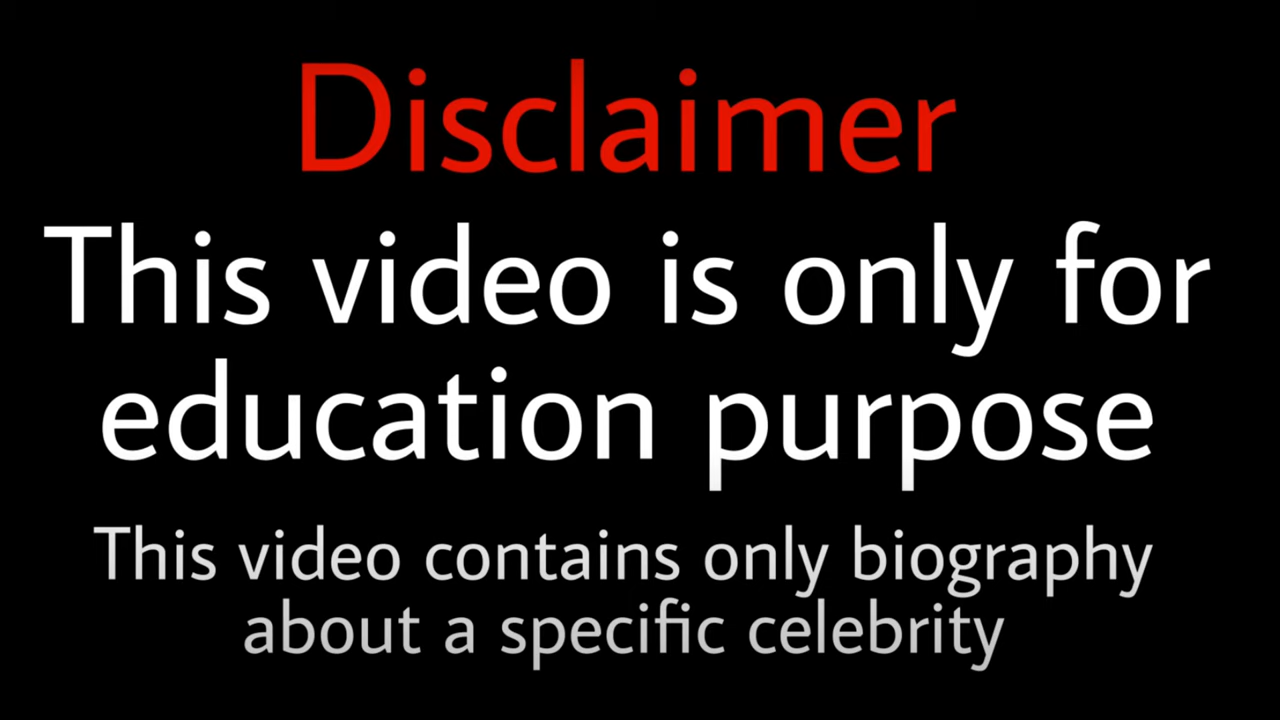 Disclaimer
This video is only for
education purpose
This video contains only biography
about a specific celebrity